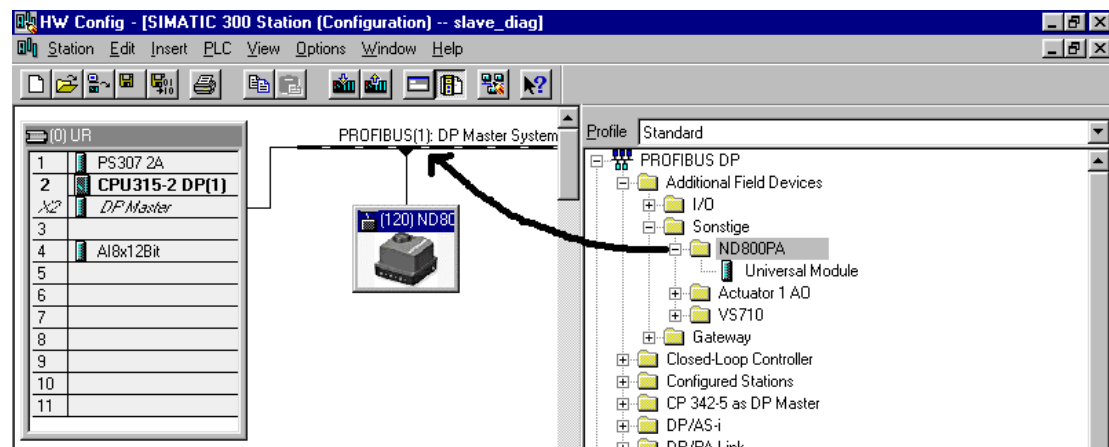 HW Config - [SIMATIC 300 Station (Configuration) -- slave_diag]
Station Edit Insert PLC View Options Window Help
(0) UR
1 PS307 2A
2 CPU315-2 DP(1)
X2 DP Master
3
4 AI8x12Bit
5
6
7
8
9
10
11
PROFIBUS(1): DP Master System
(120) ND80
Profile Standard
PROFIBUS DP
Additional Field Devices
I/O
Sonstige
ND800PA
Universal Module
Actuator 1 AO
VS710
Gateway
Closed-Loop Controller
Configured Stations
CP 342-5 as DP Master
DP/AS-i
DP/PA Link